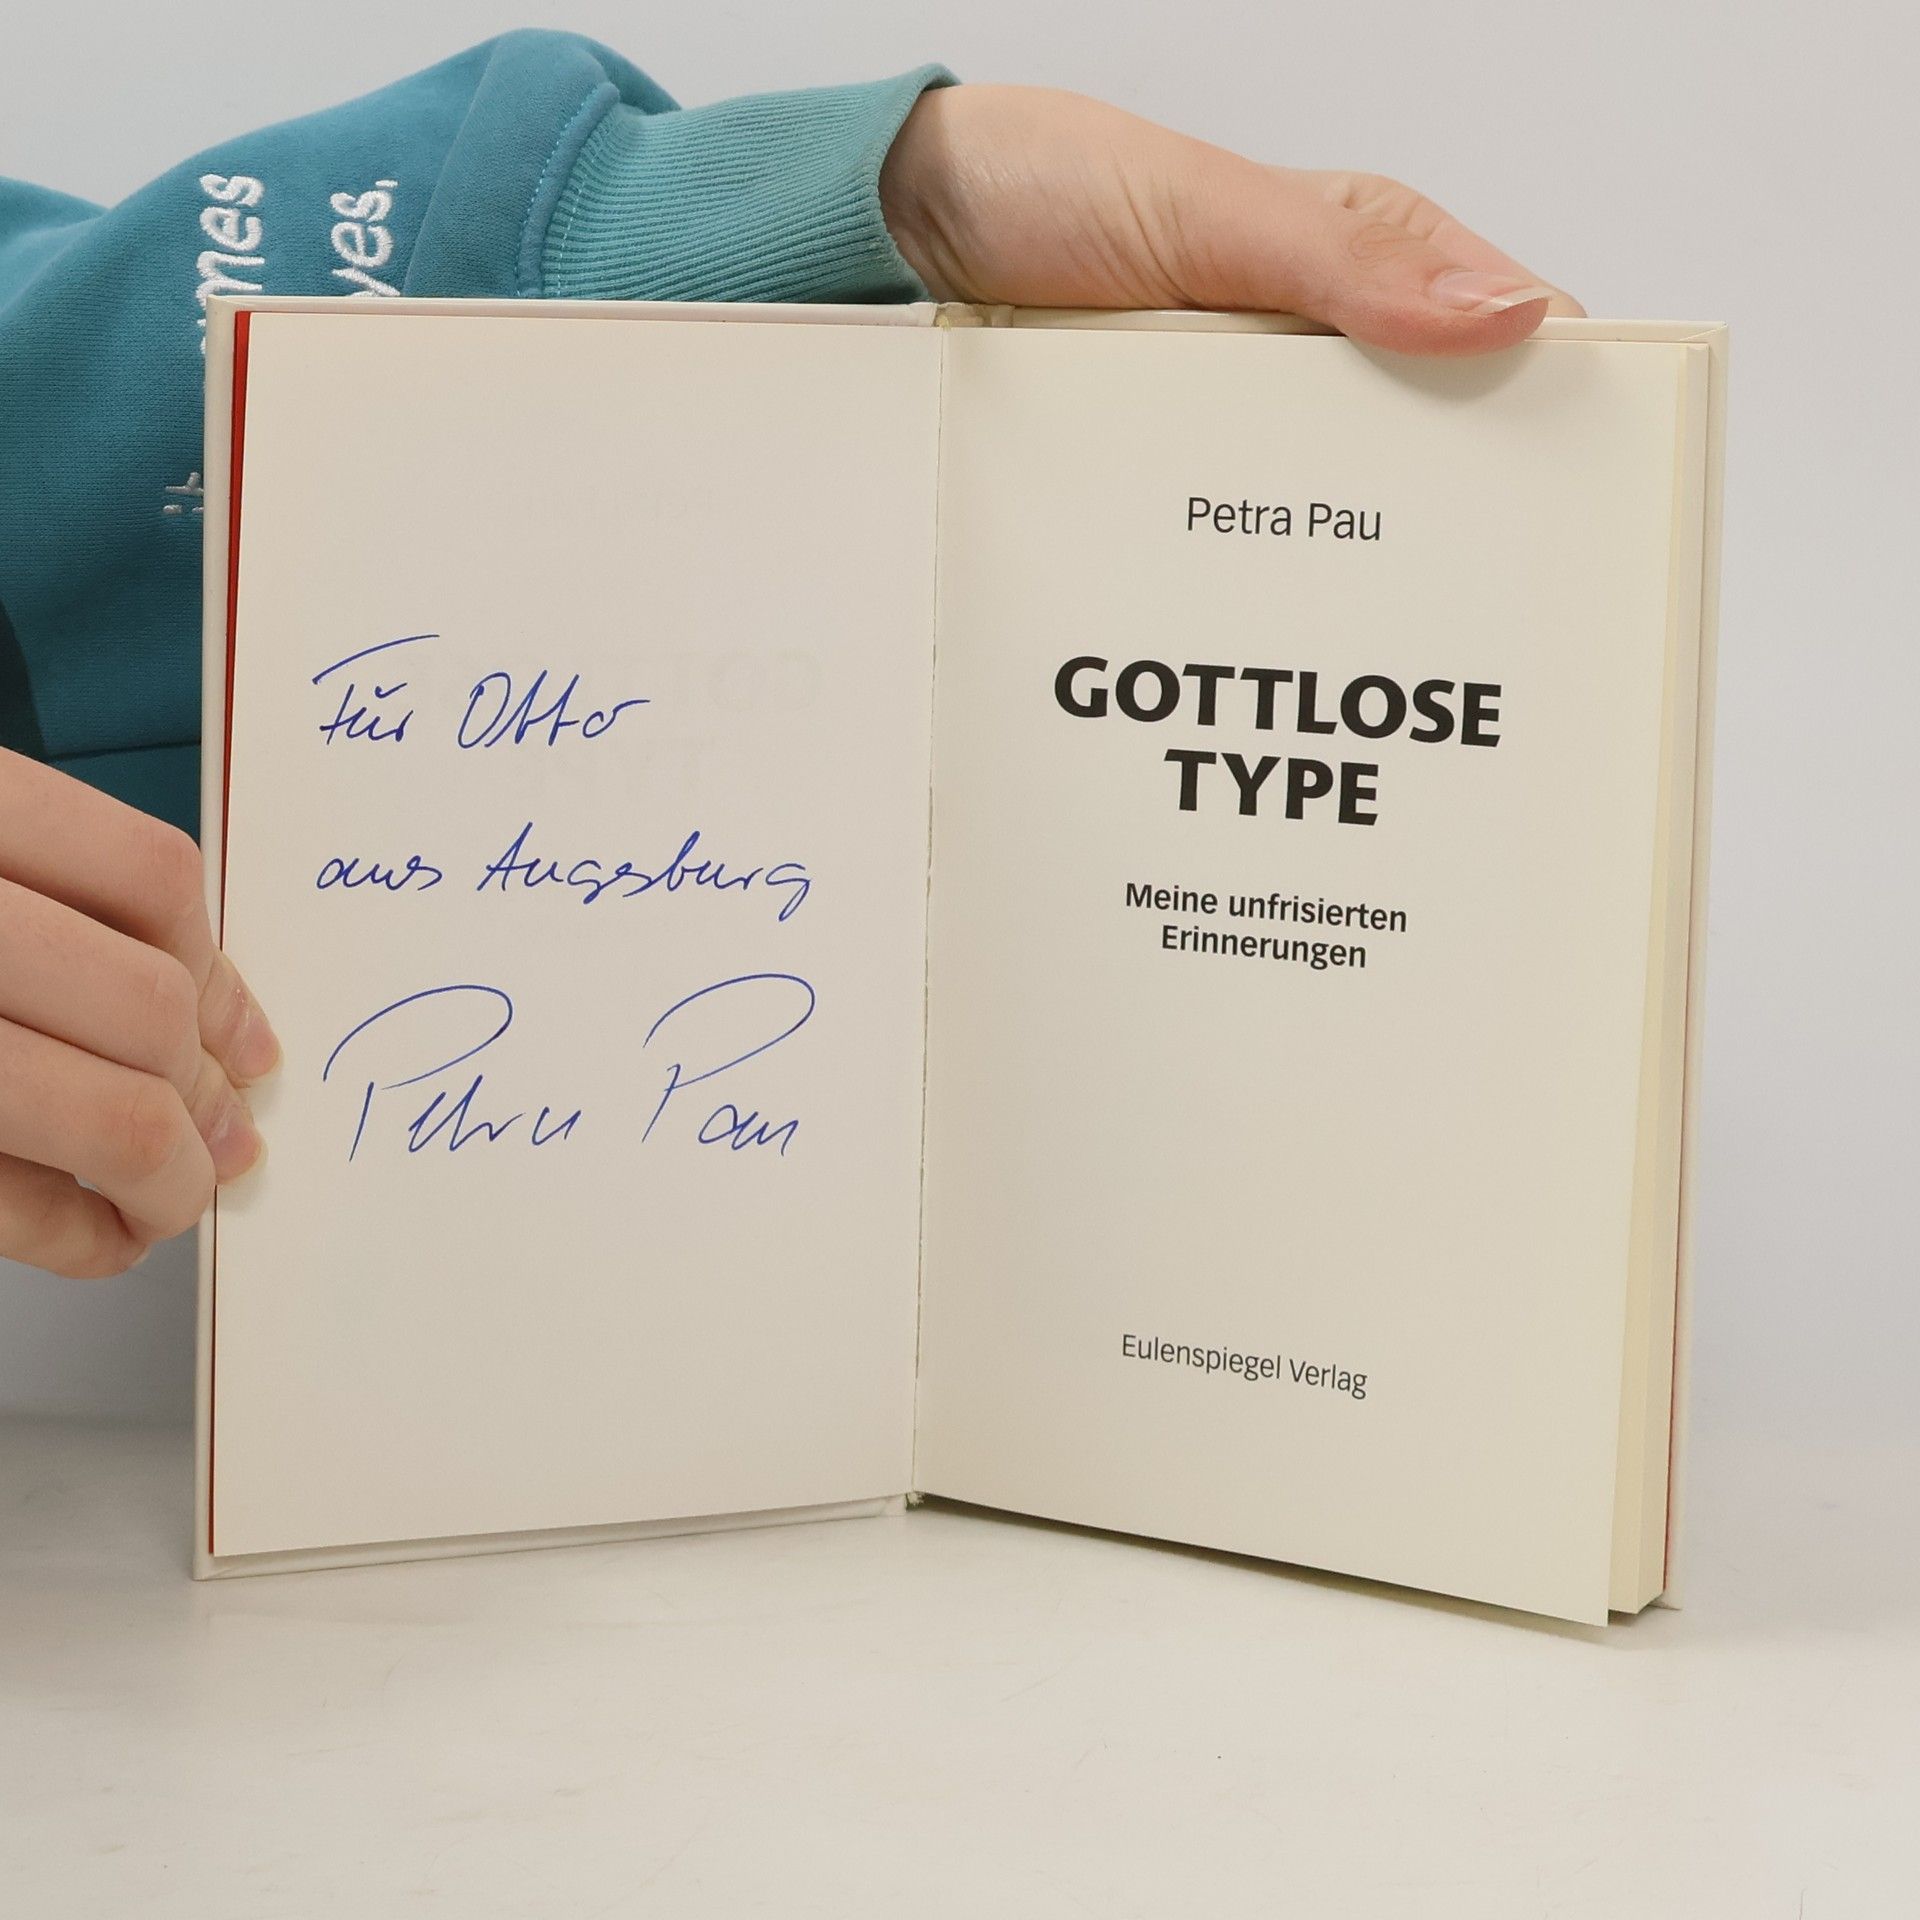 Für Otto
aus Augsburg
Petra Pau
Petra Pau
GOTTLOSE
TYPE
Meine unfrisierten
Erinnerungen
Eulenspiegel Verlag